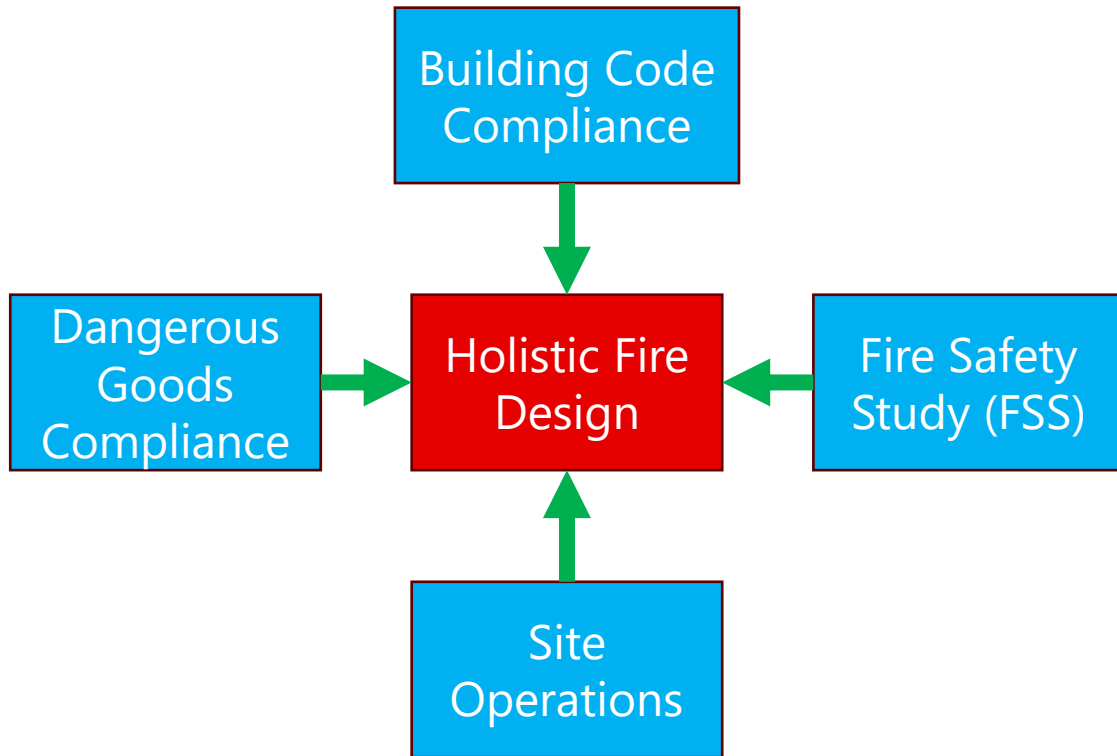 Building Code
Compliance
Dangerous
Goods
Compliance
Holistic Fire
Design
Fire Safety
Study (FSS)
Site
Operations